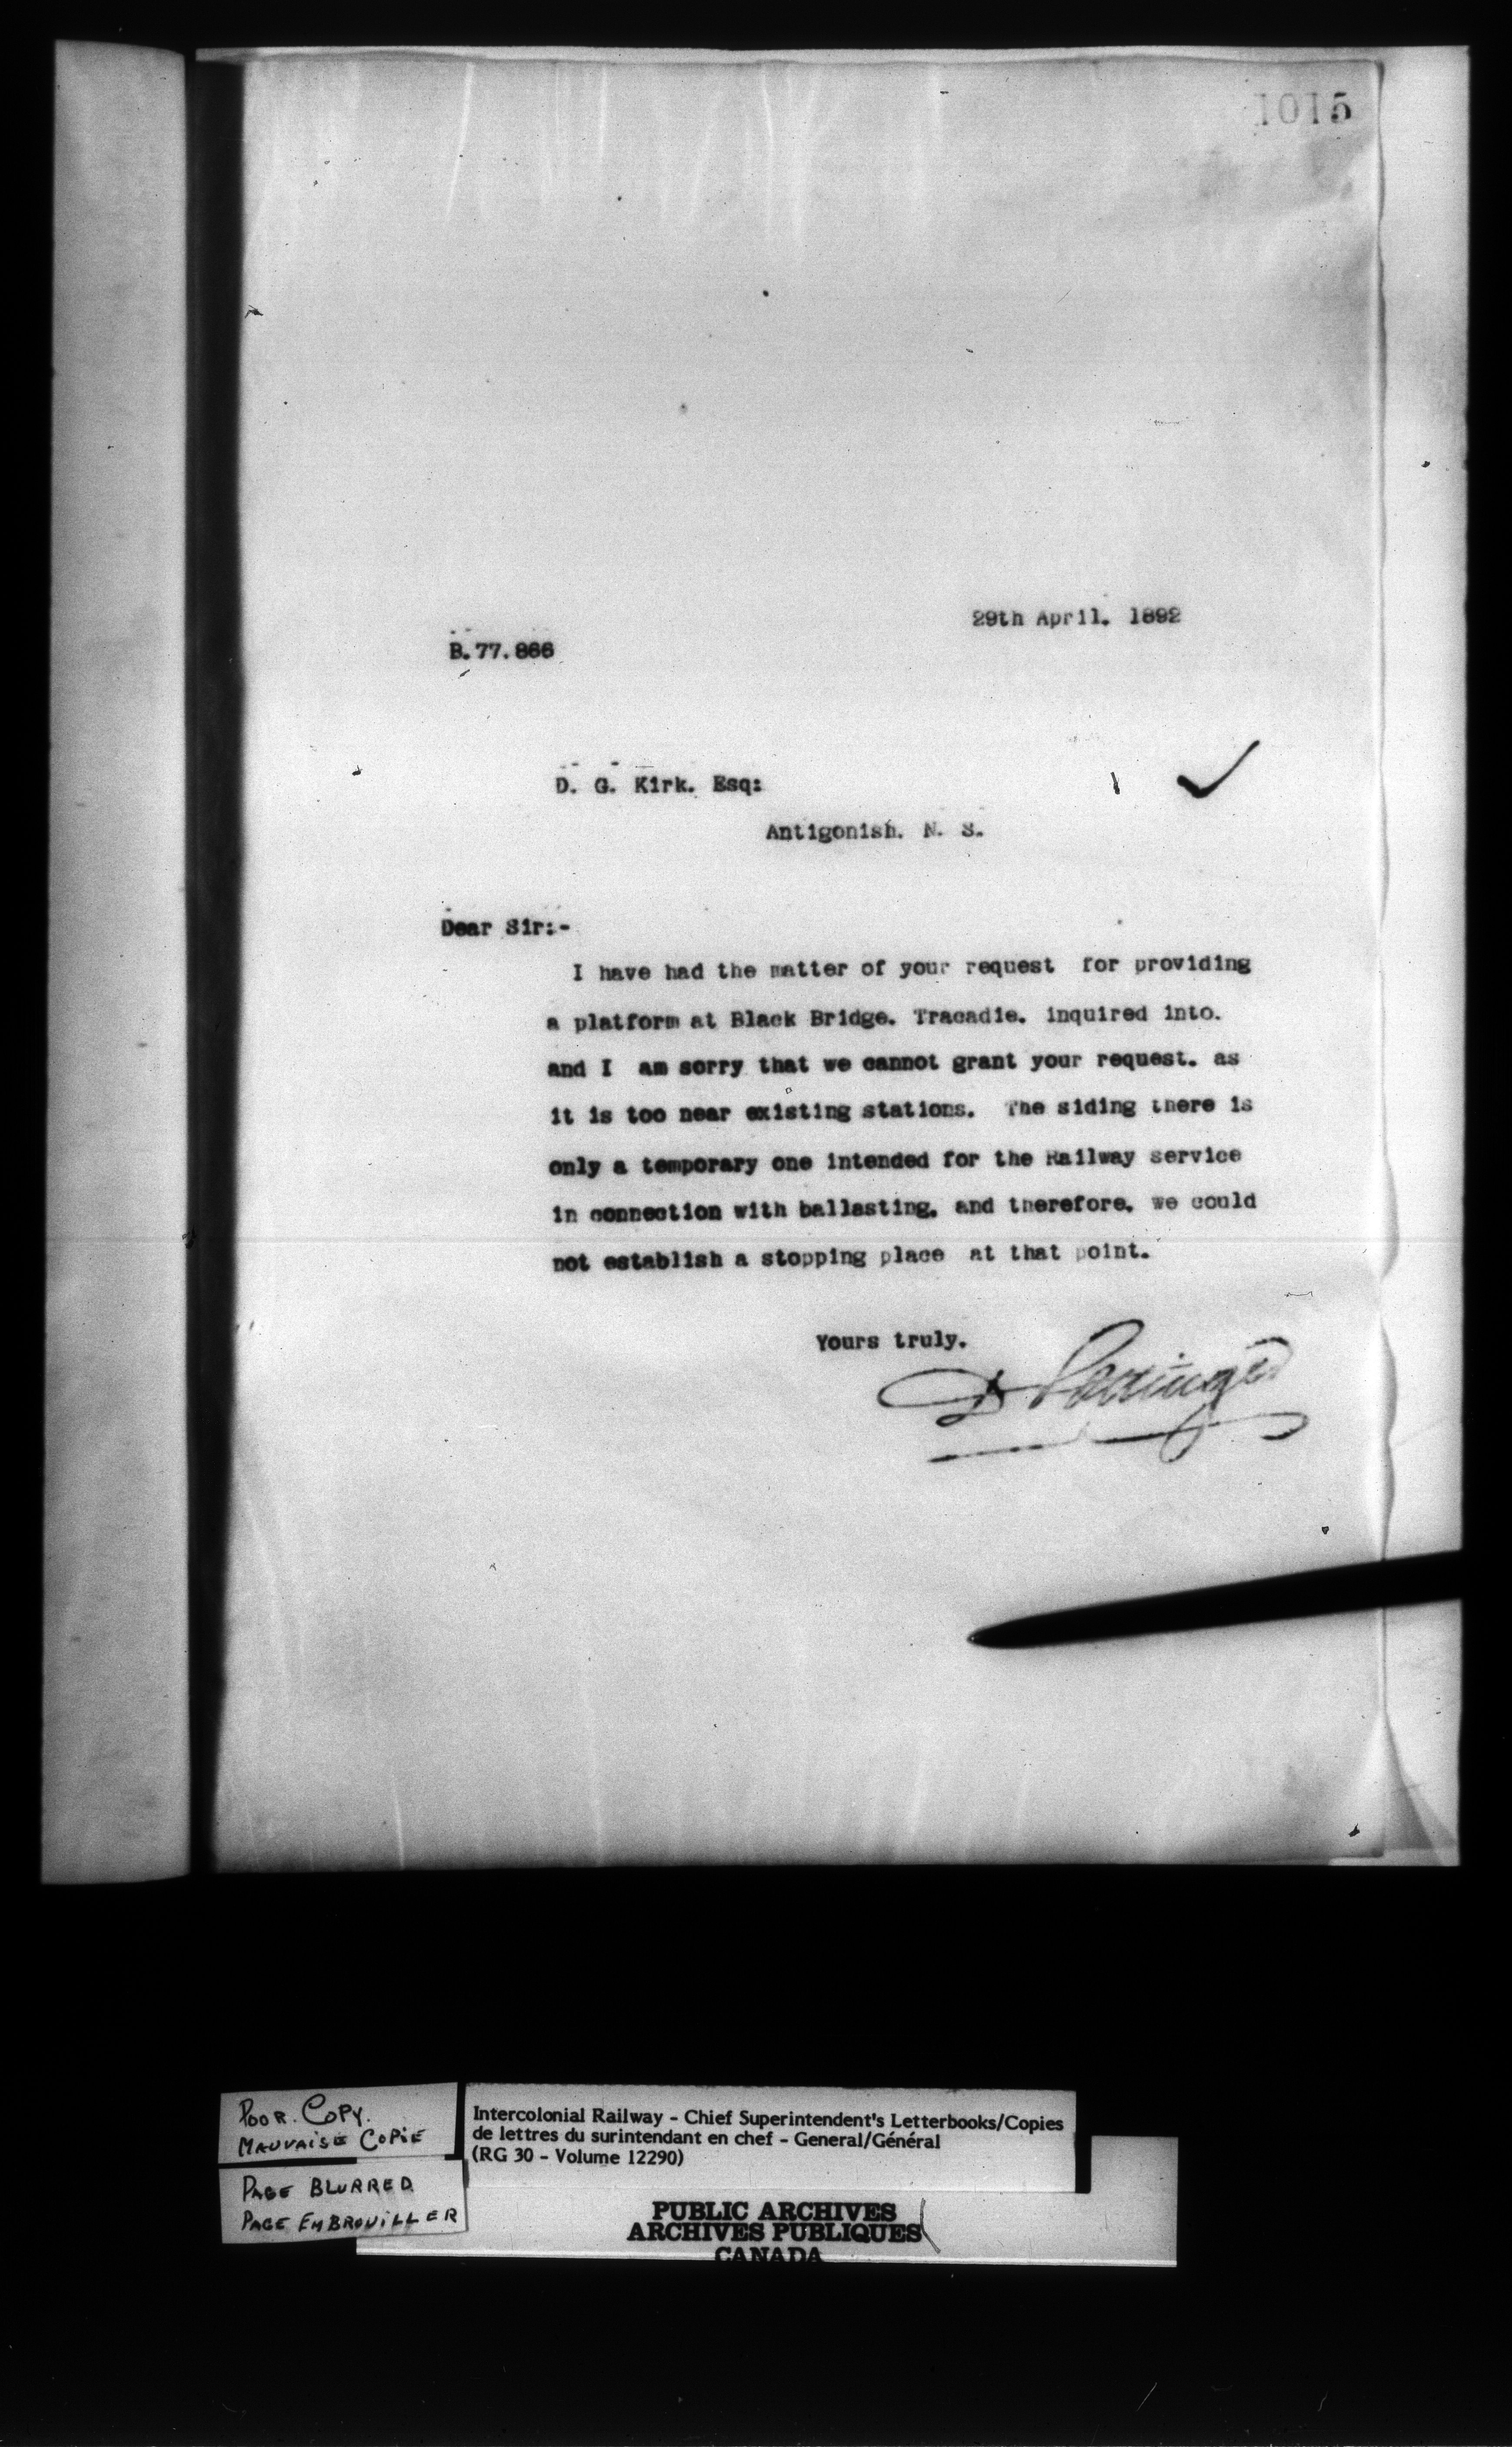 1015
29th April. 1892
B.77.866
D. G. Kirk. Esq:
Antigonish. N. S.
Dear Sir:-
I have had the matter of your request for providing
a platform at Black Bridge. Tracadie. inquired into.
and I am sorry that we cannot grant your request. as
it is too near existing stations. The siding there is
only a temporary one intended for the Railway service
in connection with ballasting. and therefore. we could
not establish a stopping place at that point.
Yours truly.
D Pottinger
POOR. COPY.
MAUVAISE COPIE
PAGE BLURRED
PAGE EMBROUILLER
Intercolonial Railway - Chief Superintendent's Letterbooks/Copies
de lettres du surintendant en chef - General/Général
(RG 30 - Volume 12290)
PUBLIC ARCHIVES
ARCHIVES PUBLIQUES
CANADA